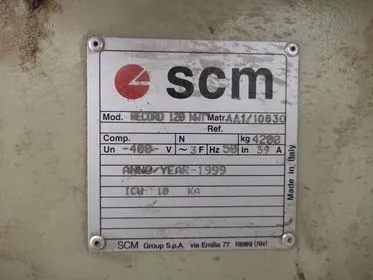 scm
Mod. RECORD 120 NWT Matr. AA1/10830
Ref.
Comp. N kg 4200
Un -400- V ~ 3 F Hz 50 In 39 A
ANNO/YEAR-1999
ICW 10 KA
Made in Italy
SCM Group S.p.A. via Emilia 77 RIMINI (RN)